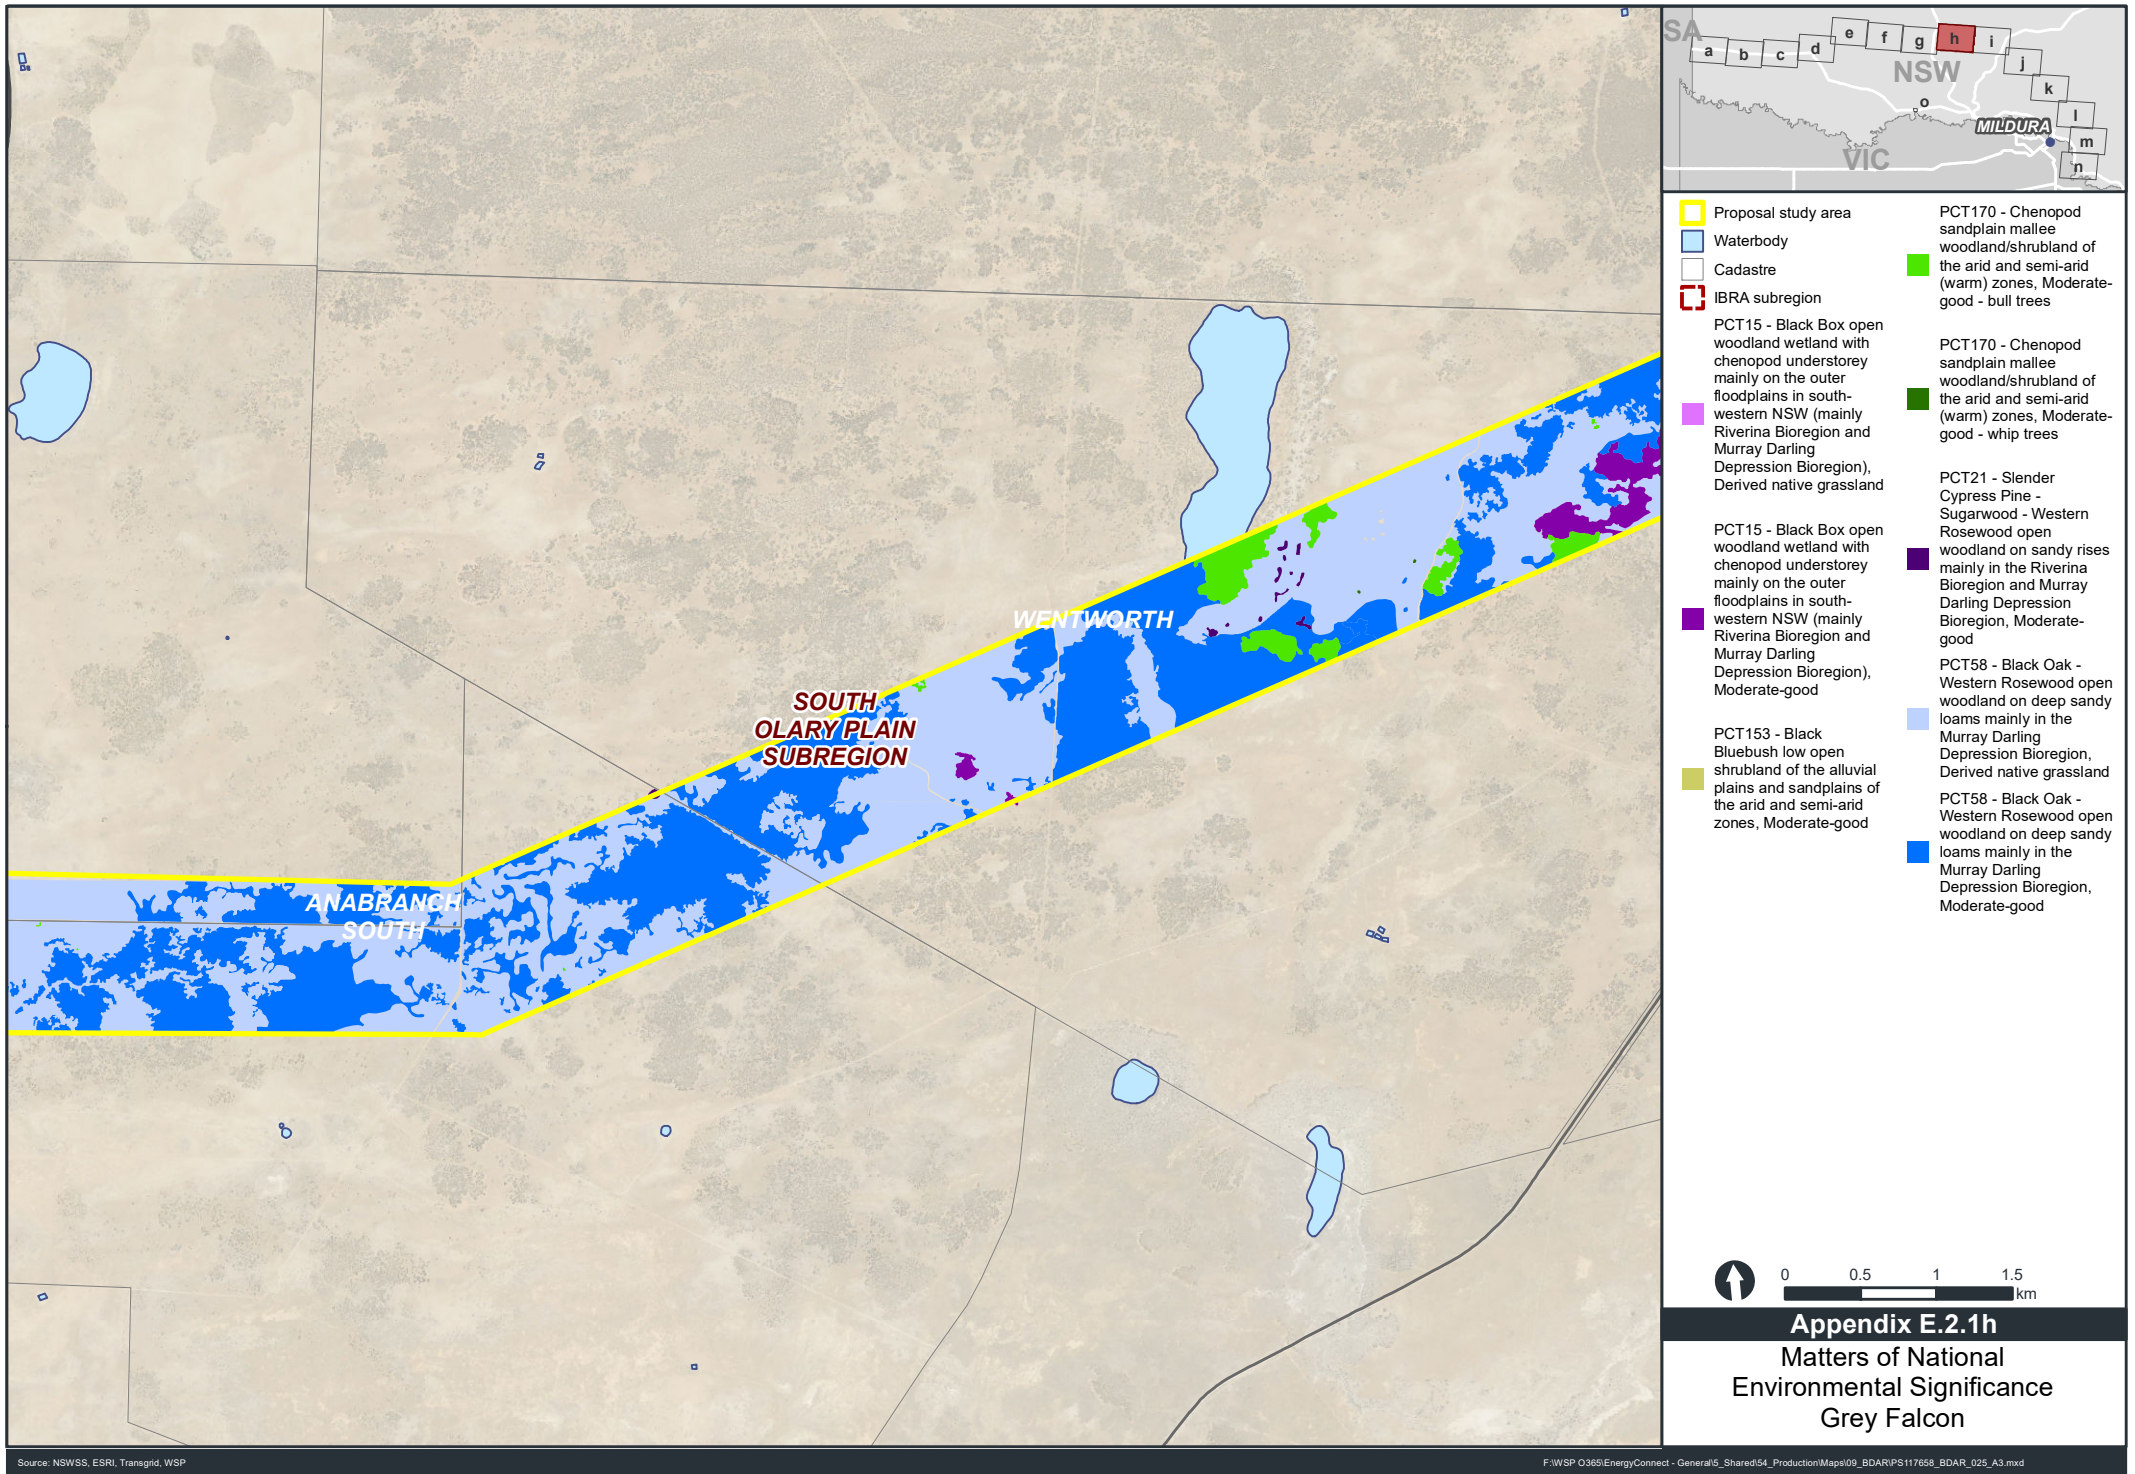 WENTWORTH
SOUTH
OLARY PLAIN
SUBREGION
ANABRANCH
SOUTH
SA
a
b
c
d
e
f
g
h
i
j
k
l
m
n
o
NSW
MILDURA
VIC
Proposal study area
Waterbody
Cadastre
IBRA subregion
PCT15 - Black Box open
woodland wetland with
chenopod understorey
mainly on the outer
floodplains in south-
western NSW (mainly
Riverina Bioregion and
Murray Darling
Depression Bioregion),
Derived native grassland
PCT15 - Black Box open
woodland wetland with
chenopod understorey
mainly on the outer
floodplains in south-
western NSW (mainly
Riverina Bioregion and
Murray Darling
Depression Bioregion),
Moderate-good
PCT153 - Black
Bluebush low open
shrubland of the alluvial
plains and sandplains of
the arid and semi-arid
zones, Moderate-good
PCT170 - Chenopod
sandplain mallee
woodland/shrubland of
the arid and semi-arid
(warm) zones, Moderate-
good - bull trees
PCT170 - Chenopod
sandplain mallee
woodland/shrubland of
the arid and semi-arid
(warm) zones, Moderate-
good - whip trees
PCT21 - Slender
Cypress Pine -
Sugarwood - Western
Rosewood open
woodland on sandy rises
mainly in the Riverina
Bioregion and Murray
Darling Depression
Bioregion, Moderate-
good
PCT58 - Black Oak -
Western Rosewood open
woodland on deep sandy
loams mainly in the
Murray Darling
Depression Bioregion,
Derived native grassland
PCT58 - Black Oak -
Western Rosewood open
woodland on deep sandy
loams mainly in the
Murray Darling
Depression Bioregion,
Moderate-good
0 0.5 1 1.5
km
Appendix E.2.1h
Matters of National
Environmental Significance
Grey Falcon
Source: NSWSS, ESRI, Transgrid, WSP
F:\WSP O365\EnergyConnect - General\5_Shared\54_Production\Maps\09_BDAR\PS117658_BDAR_025_A3.mxd